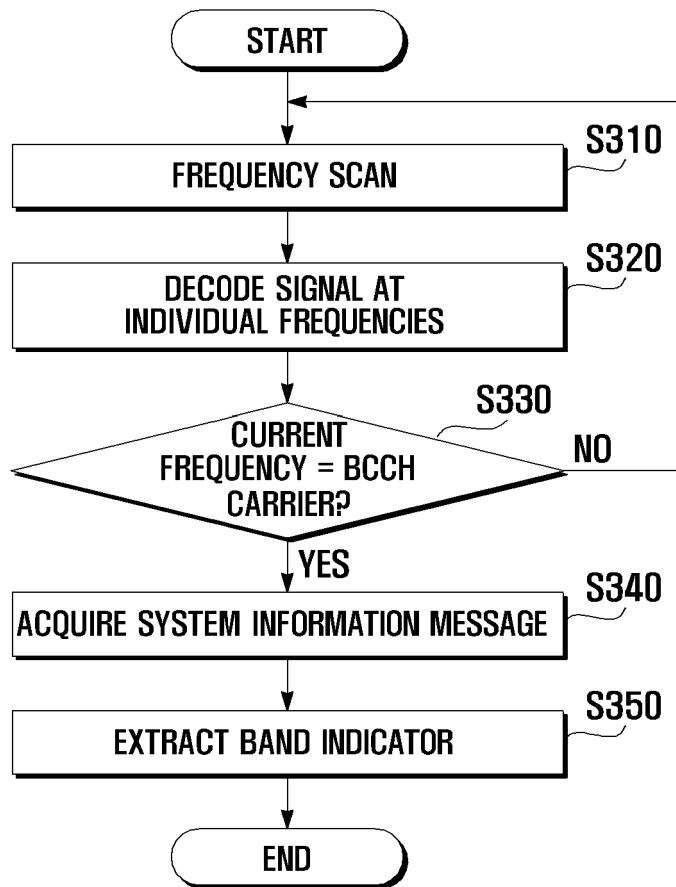 START
S310
FREQUENCY SCAN
S320
DECODE SIGNAL AT
INDIVIDUAL FREQUENCIES
S330
CURRENT
FREQUENCY = BCCH
CARRIER?
NO
YES
S340
ACQUIRE SYSTEM INFORMATION MESSAGE
S350
EXTRACT BAND INDICATOR
END